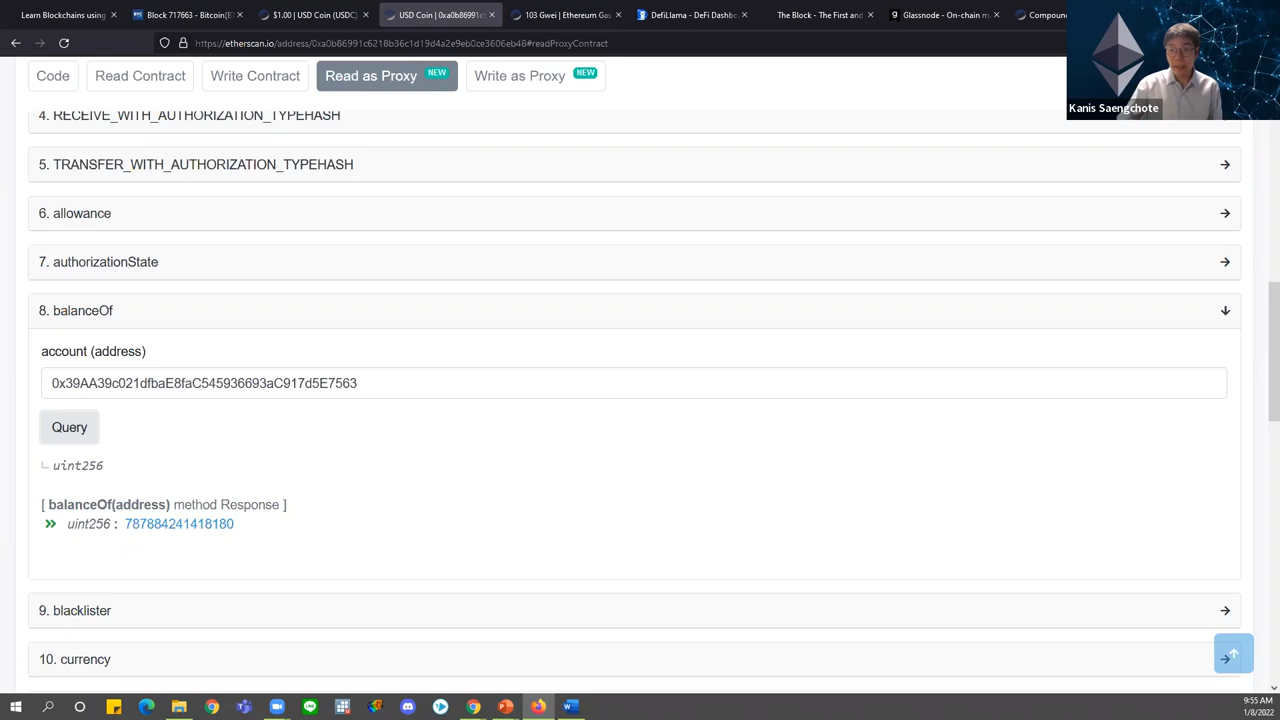 Learn Blockchains using
Block 717663 - Bitcoin
$1.00 | USD Coin (USDC)
USD Coin | 0xa0b86991c
103 Gwei | Ethereum Gas
DefiLlama - DeFi Dashbo
The Block - The First and
Glassnode - On-chain m
Compoun
https://etherscan.io/address/0xa0b86991c6218b36c1d19d4a2e9eb0ce3606eb48#readProxyContract
Code
Read Contract
Write Contract
Read as Proxy NEW
Write as Proxy NEW
Kanis Saengchote
4. RECEIVE_WITH_AUTHORIZATION_TYPEHASH
5. TRANSFER_WITH_AUTHORIZATION_TYPEHASH
6. allowance
7. authorizationState
8. balanceOf
account (address)
0x39AA39c021dfbaE8faC545936693aC917d5E7563
Query
uint256
[ balanceOf(address) method Response ]
uint256 : 787884241418180
9. blacklister
10. currency
9:55 AM
1/8/2022